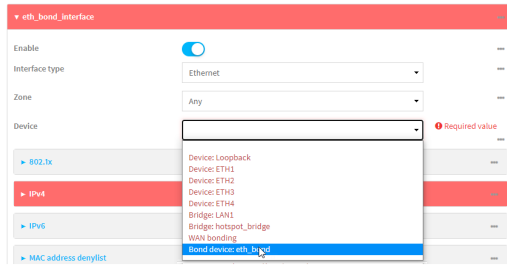 eth_bond_interface
Enable
Interface type
Ethernet
Zone
Any
Device
Required value
Device: Loopback
Device: ETH1
Device: ETH2
Device: ETH3
Device: ETH4
Bridge: LAN1
Bridge: hotspot_bridge
WAN bonding
Bond device: eth_bond
802.1x
IPv4
IPv6
MAC address denylist